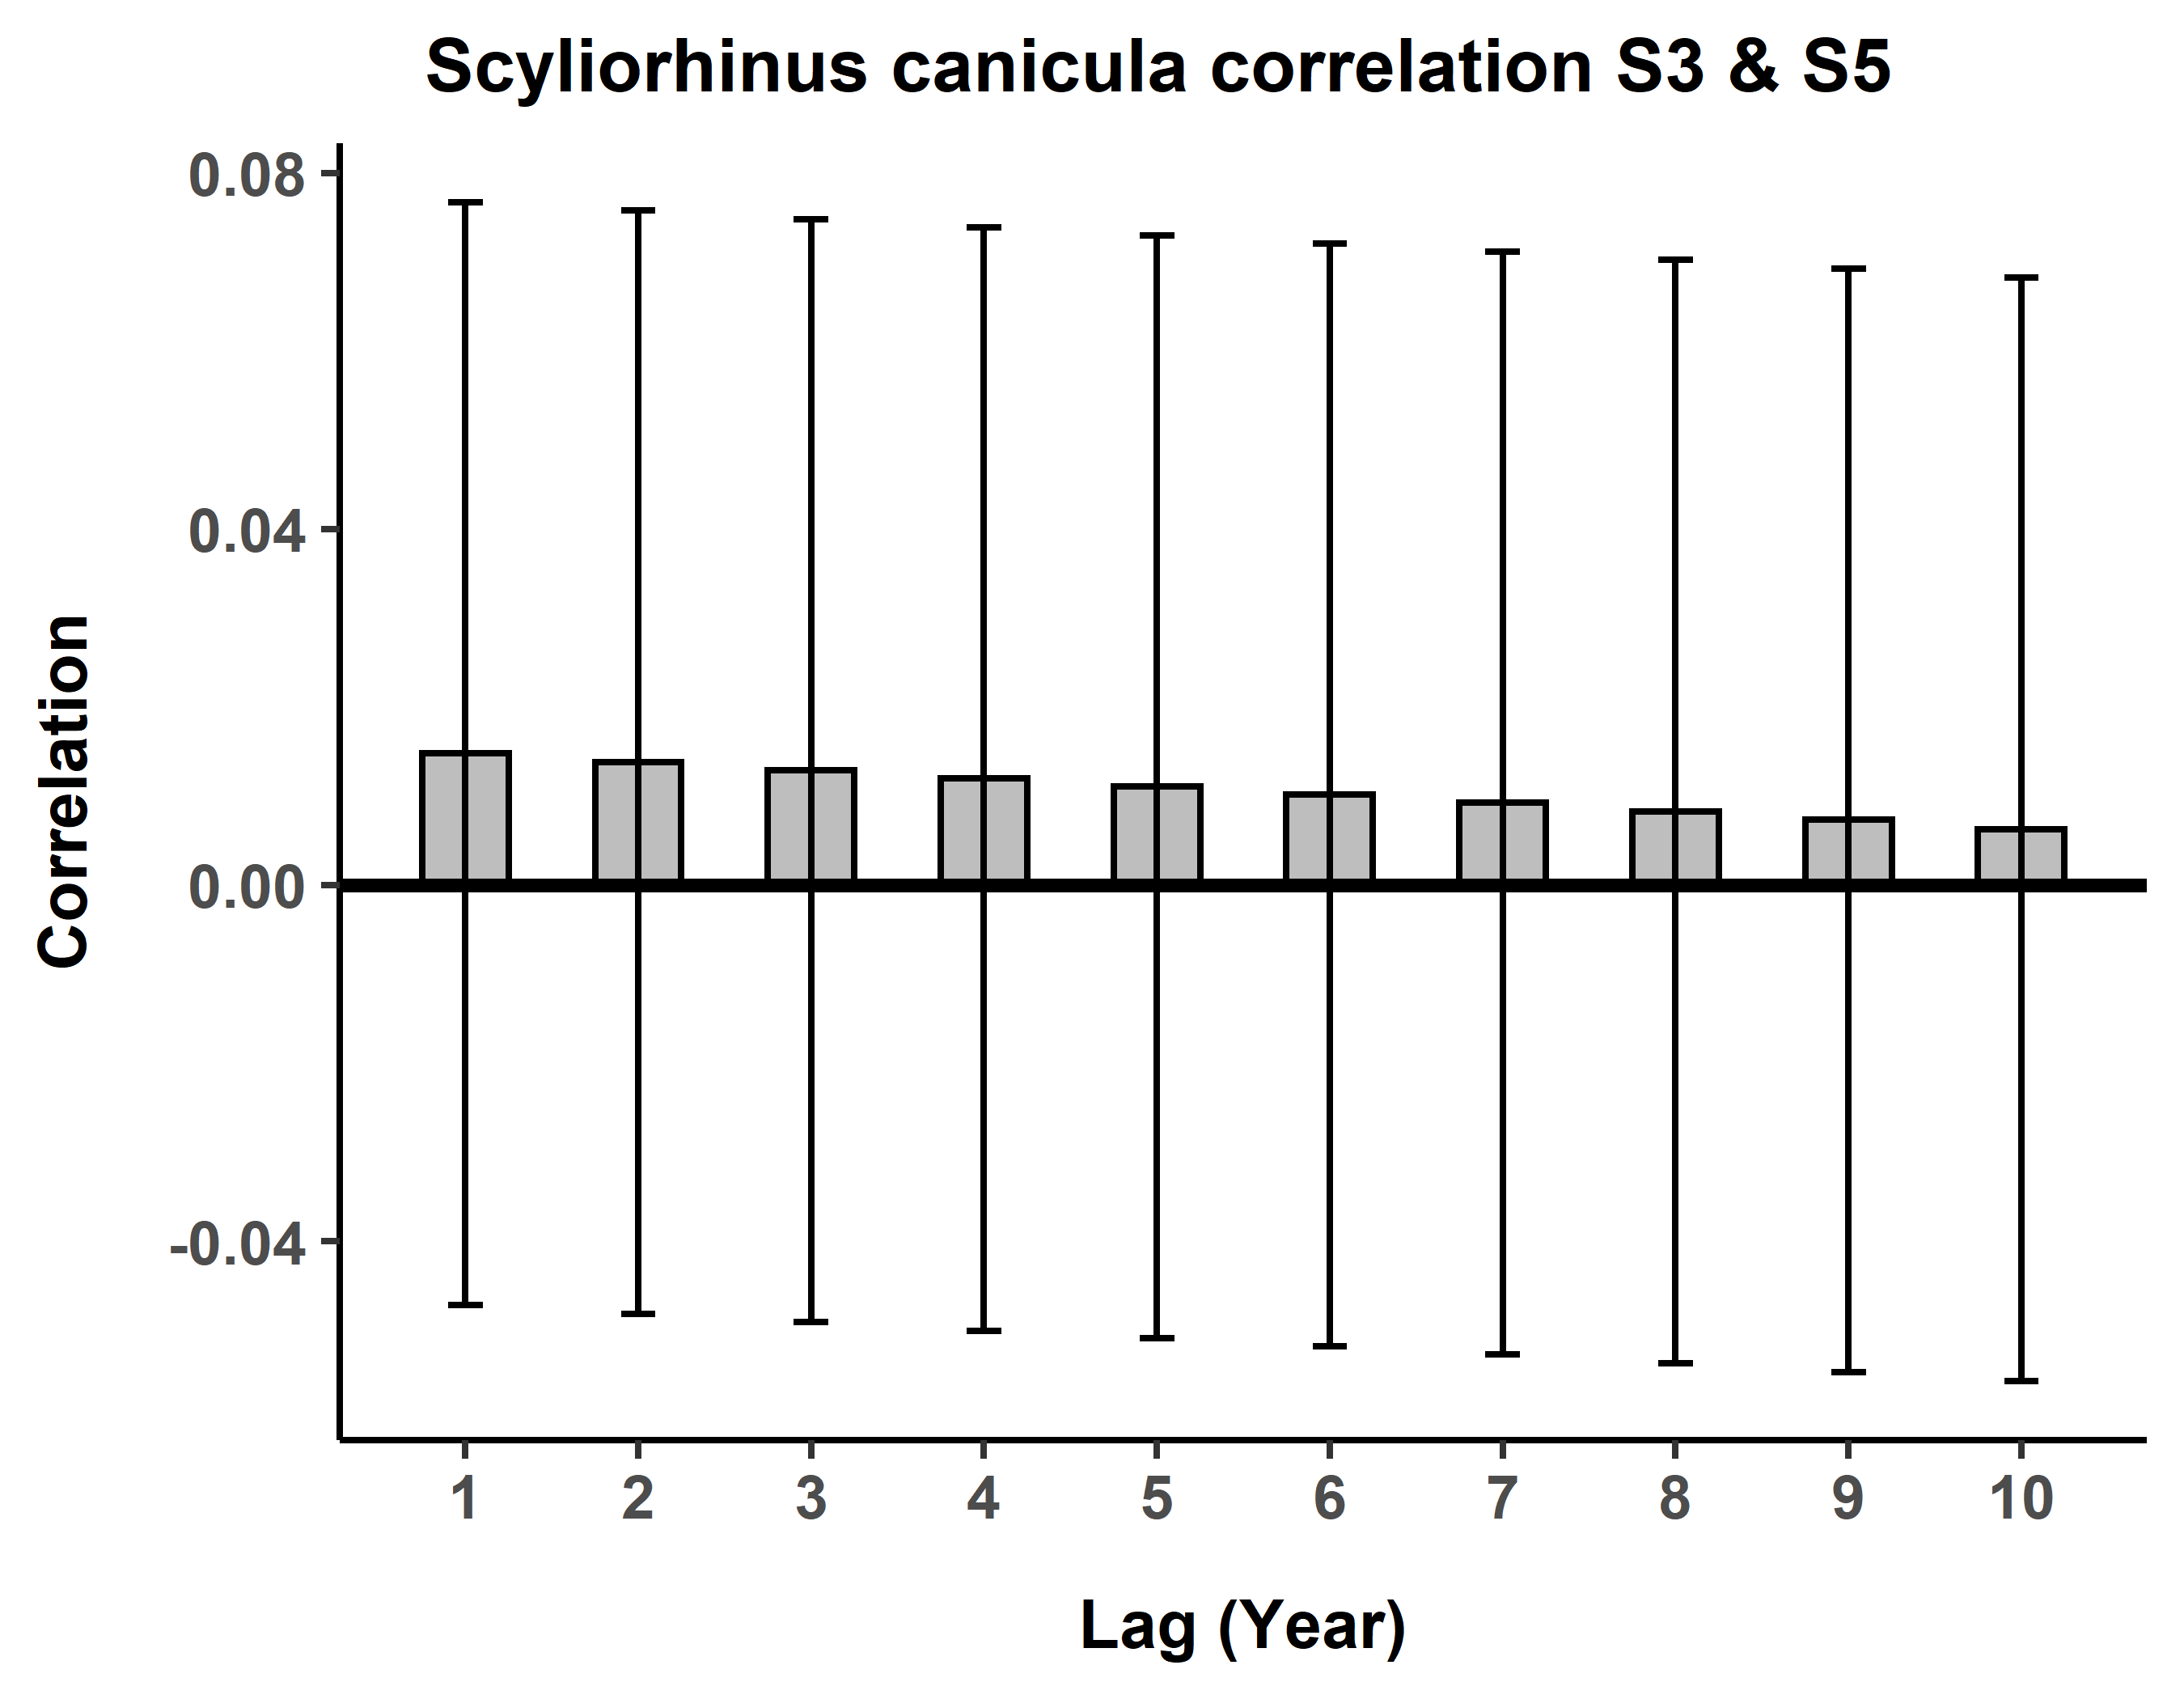 Scyliorhinus canicula correlation S3 & S5
0.08
0.04
0.00
-0.04
Correlation
1 2 3 4 5 6 7 8 9 10
Lag (Year)